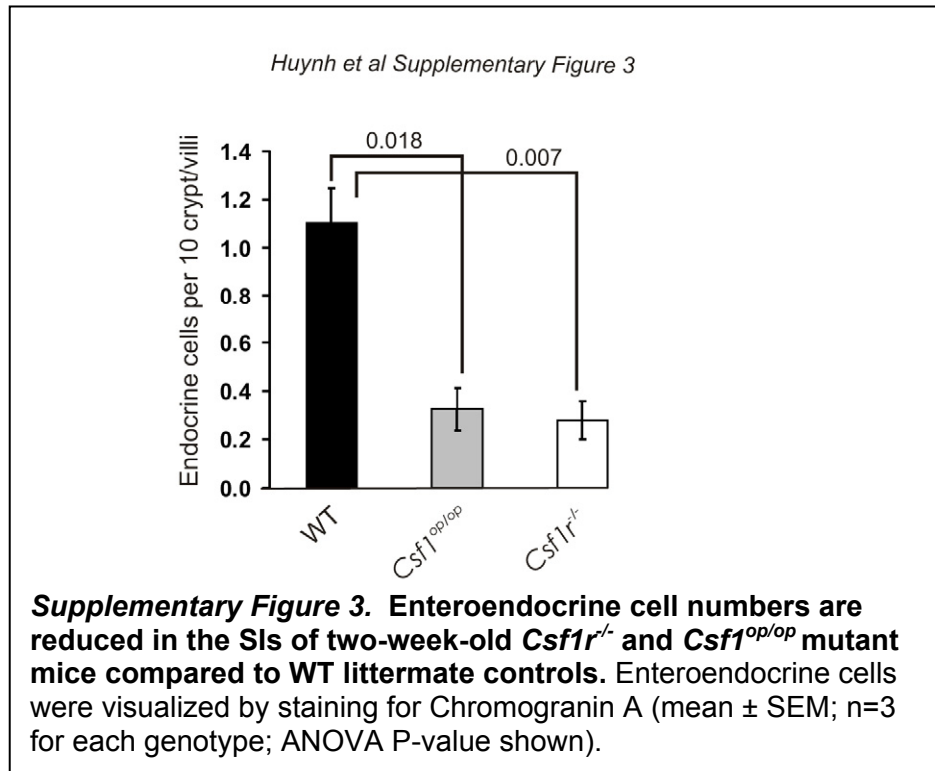 Huynh et al Supplementary Figure 3
0.018
0.007
Endocrine cells per 10 crypt/villi
1.4
1.2
1.0
0.8
0.6
0.4
0.2
0.0
WT
Csf1op/op
Csf1r-/-
Supplementary Figure 3. Enteroendocrine cell numbers are
reduced in the SIs of two-week-old Csf1r-/- and Csf1op/op mutant
mice compared to WT littermate controls. Enteroendocrine cells
were visualized by staining for Chromogranin A (mean ± SEM; n=3
for each genotype; ANOVA P-value shown).